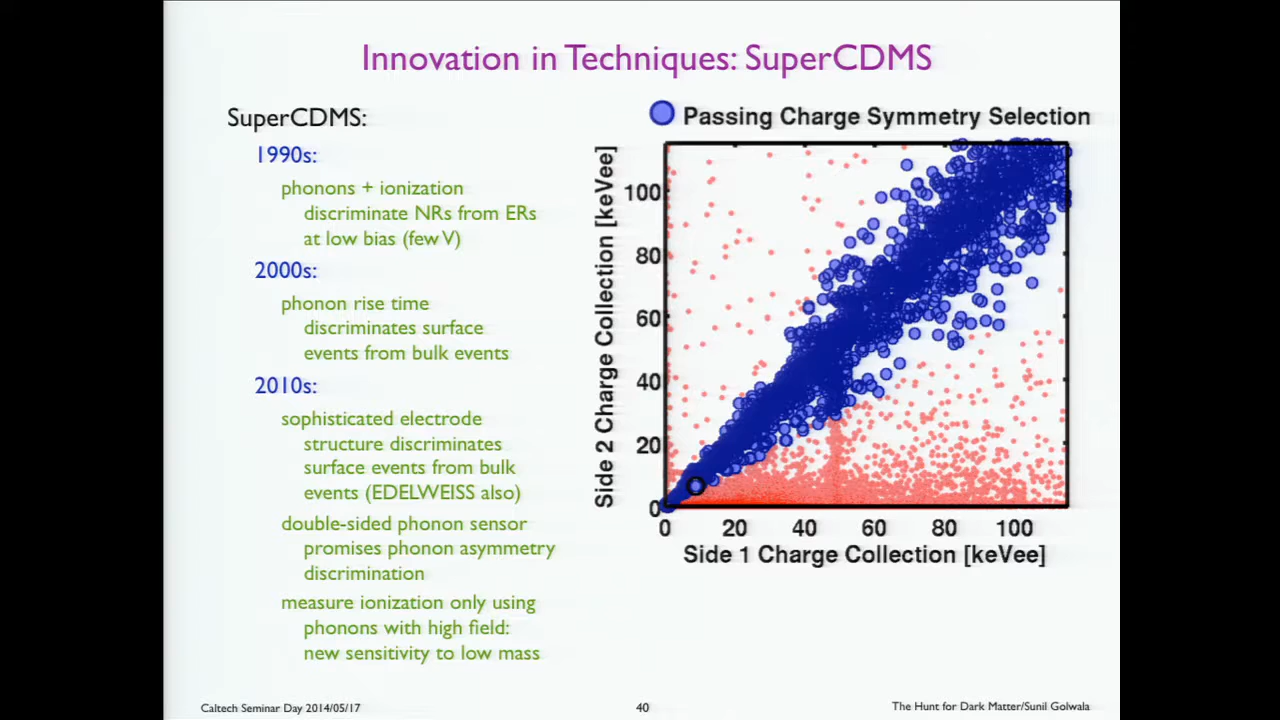 Innovation in Techniques: SuperCDMS
SuperCDMS:
1990s:
phonons + ionization
discriminate NRs from ERs
at low bias (few V)
2000s:
phonon rise time
discriminates surface
events from bulk events
2010s:
sophisticated electrode
structure discriminates
surface events from bulk
events (EDELWEISS also)
double-sided phonon sensor
promises phonon asymmetry
discrimination
measure ionization only using
phonons with high field:
new sensitivity to low mass
Passing Charge Symmetry Selection
Side 2 Charge Collection [keVee]
100
80
60
40
20
0
0 20 40 60 80 100
Side 1 Charge Collection [keVee]
Caltech Seminar Day 2014/05/17
40
The Hunt for Dark Matter/Sunil Golwala